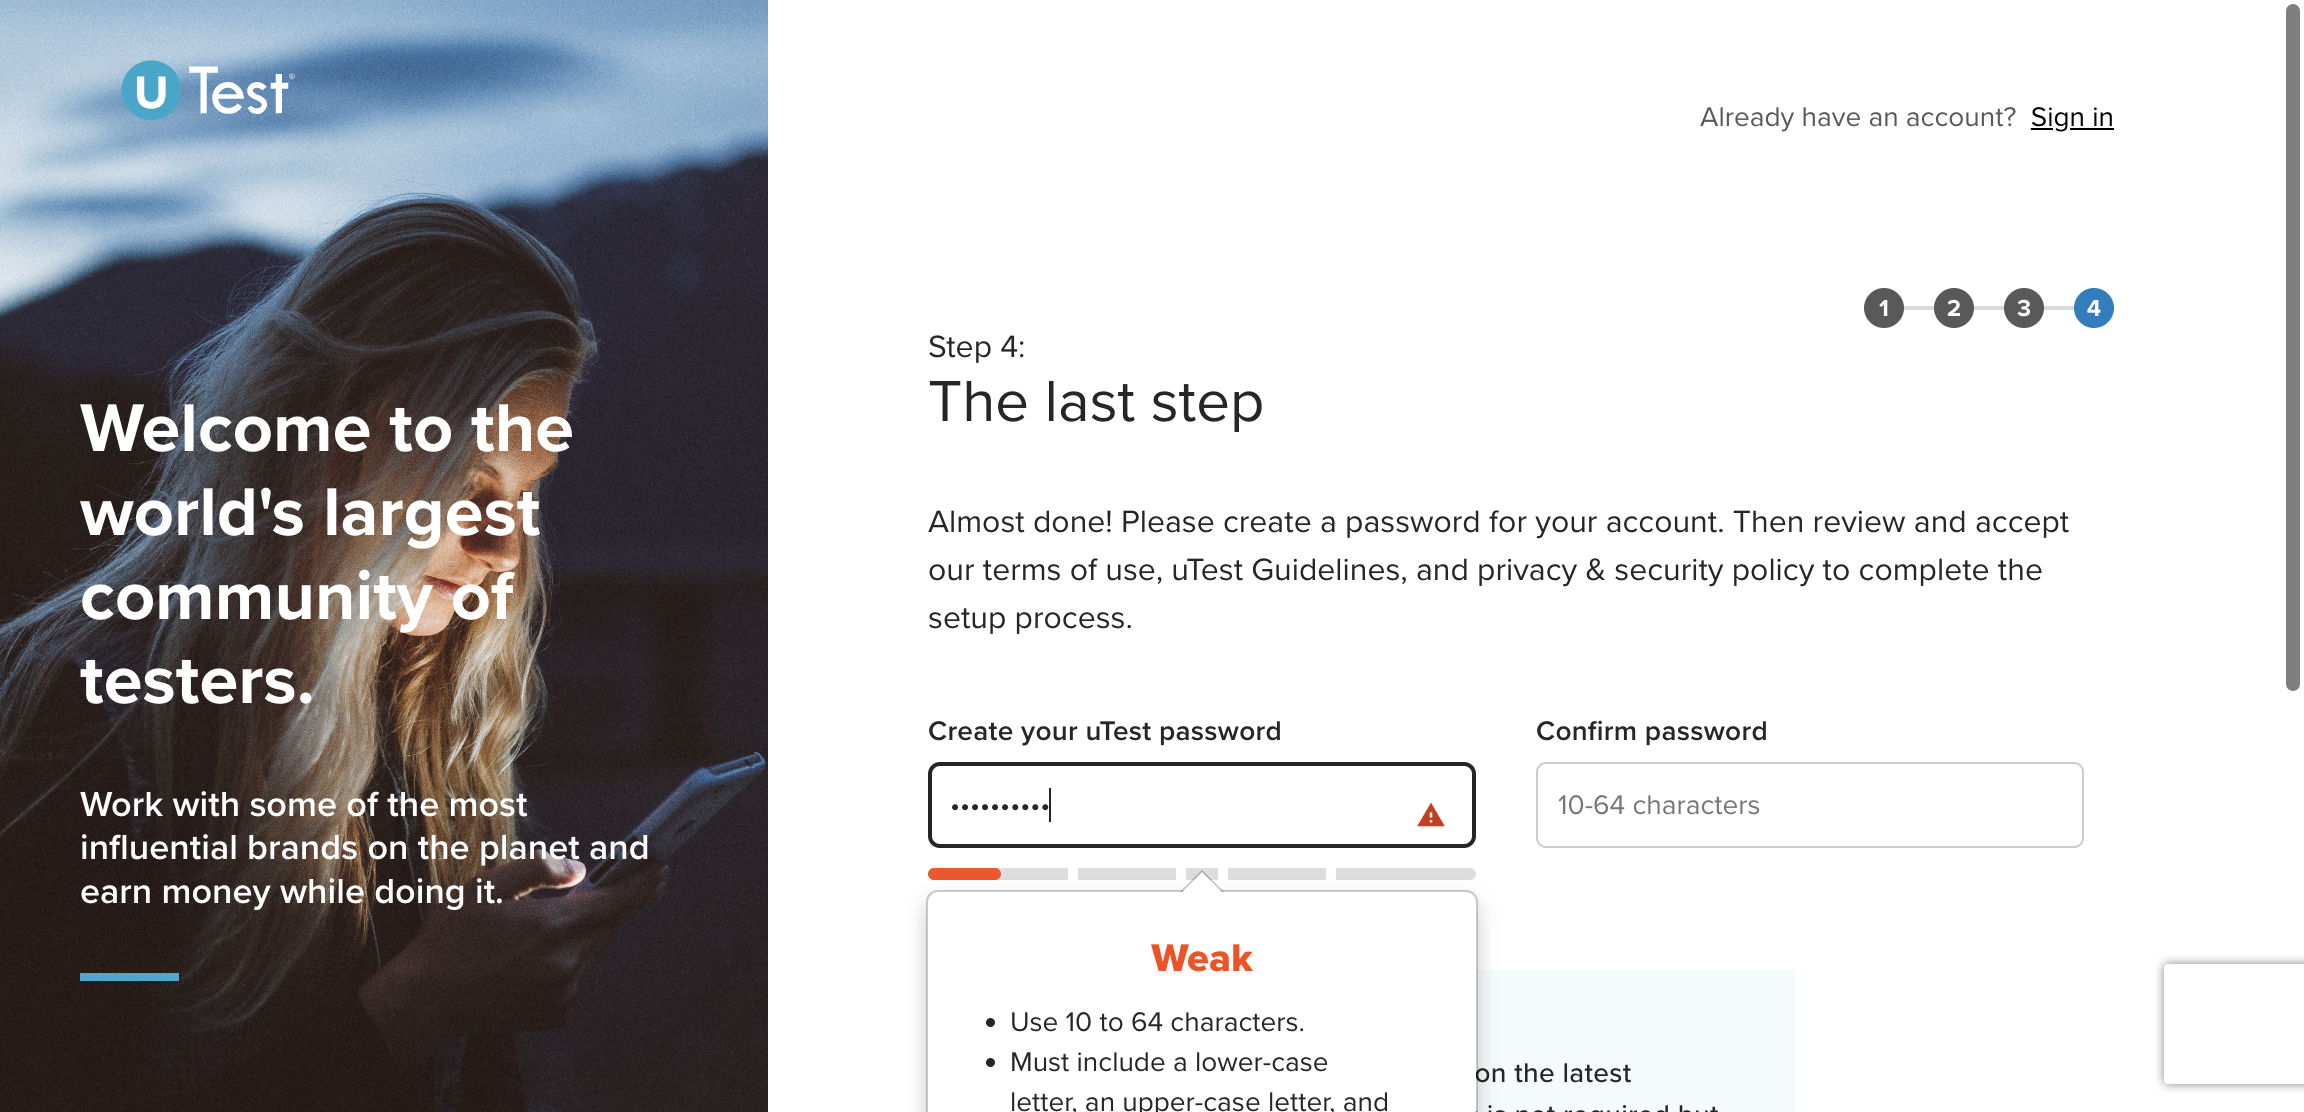 U Test®
Welcome to the
world's largest
community of
testers.
Work with some of the most
influential brands on the planet and
earn money while doing it.
Already have an account? Sign in
1 2 3 4
Step 4:
The last step
Almost done! Please create a password for your account. Then review and accept
our terms of use, uTest Guidelines, and privacy & security policy to complete the
setup process.
Create your uTest password
Confirm password
••••••••••
10-64 characters
Weak
• Use 10 to 64 characters.
• Must include a lower-case
letter, an upper-case letter, and
on the latest
is not required but